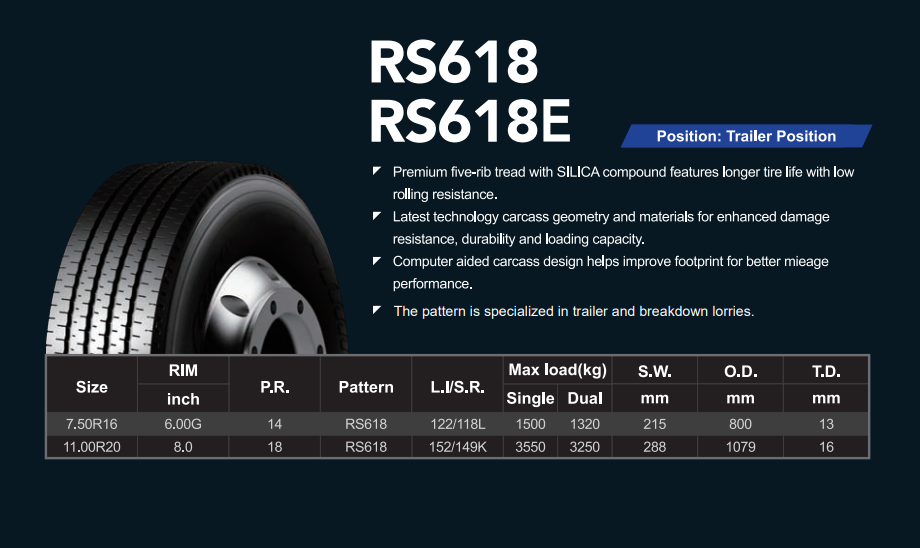 RS618
RS618E
Position: Trailer Position
Premium five-rib tread with SILICA compound features longer tire life with low
rolling resistance.
Latest technology carcass geometry and materials for enhanced damage
resistance, durability and loading capacity.
Computer aided carcass design helps improve footprint for better mieage
performance.
The pattern is specialized in trailer and breakdown lorries.
Size RIM P.R. Pattern L.I/S.R. Max load(kg) S.W. O.D. T.D.
inch Single Dual mm mm mm
7.50R16 6.00G 14 RS618 122/118L 1500 1320 215 800 13
11.00R20 8.0 18 RS618 152/149K 3550 3250 288 1079 16